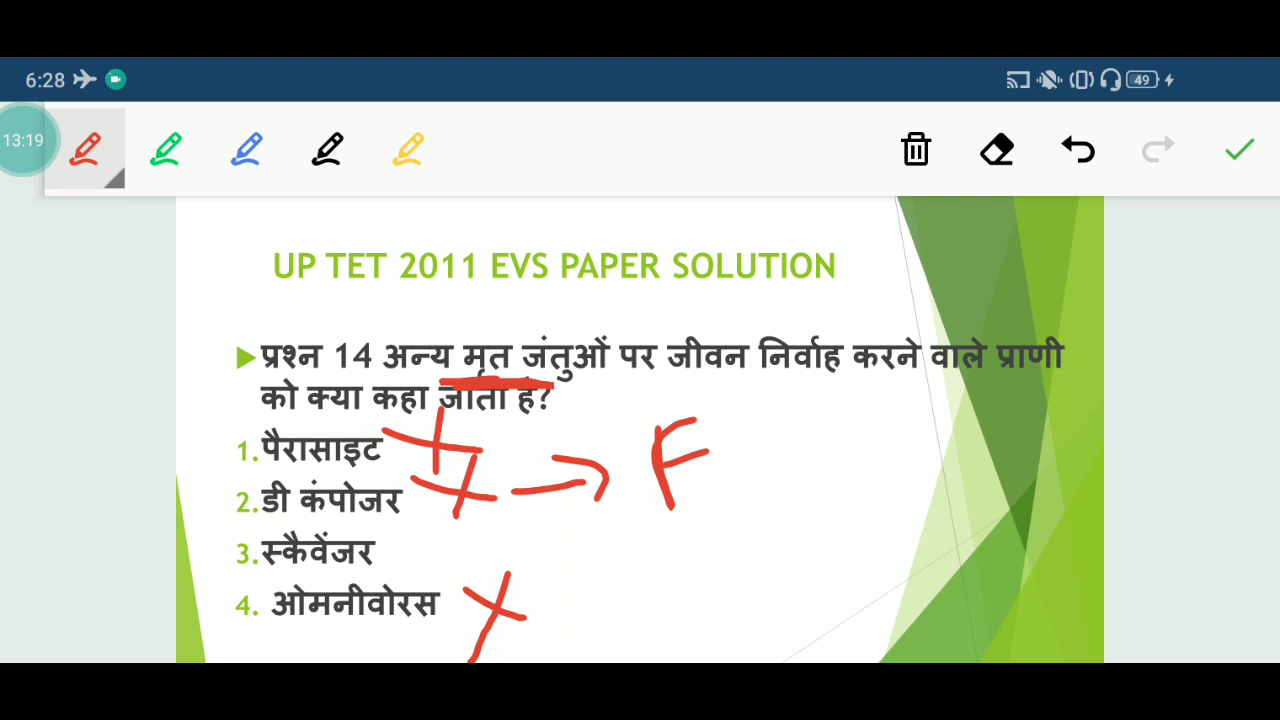 6:28
49
13:19
UP TET 2011 EVS PAPER SOLUTION
प्रश्न 14 अन्य मृत जंतुओं पर जीवन निर्वाह करने वाले प्राणी
को क्या कहा जाता है?
1. पैरासाइट
2. डी कंपोजर
F
3. स्कैवेंजर
4. ओमनीवोरस